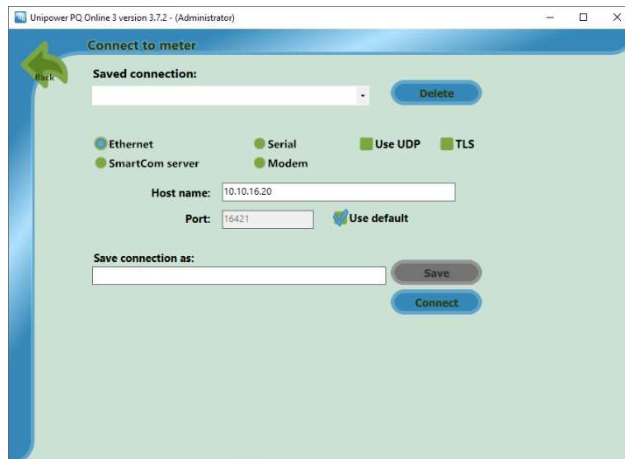 Unipower PQ Online 3 version 3.7.2 - (Administrator)
Connect to meter
Back
Saved connection:
Delete
Ethernet Serial Use UDP TLS
SmartCom server Modem
Host name: 10.10.16.20
Port: 16421 Use default
Save connection as:
Save
Connect